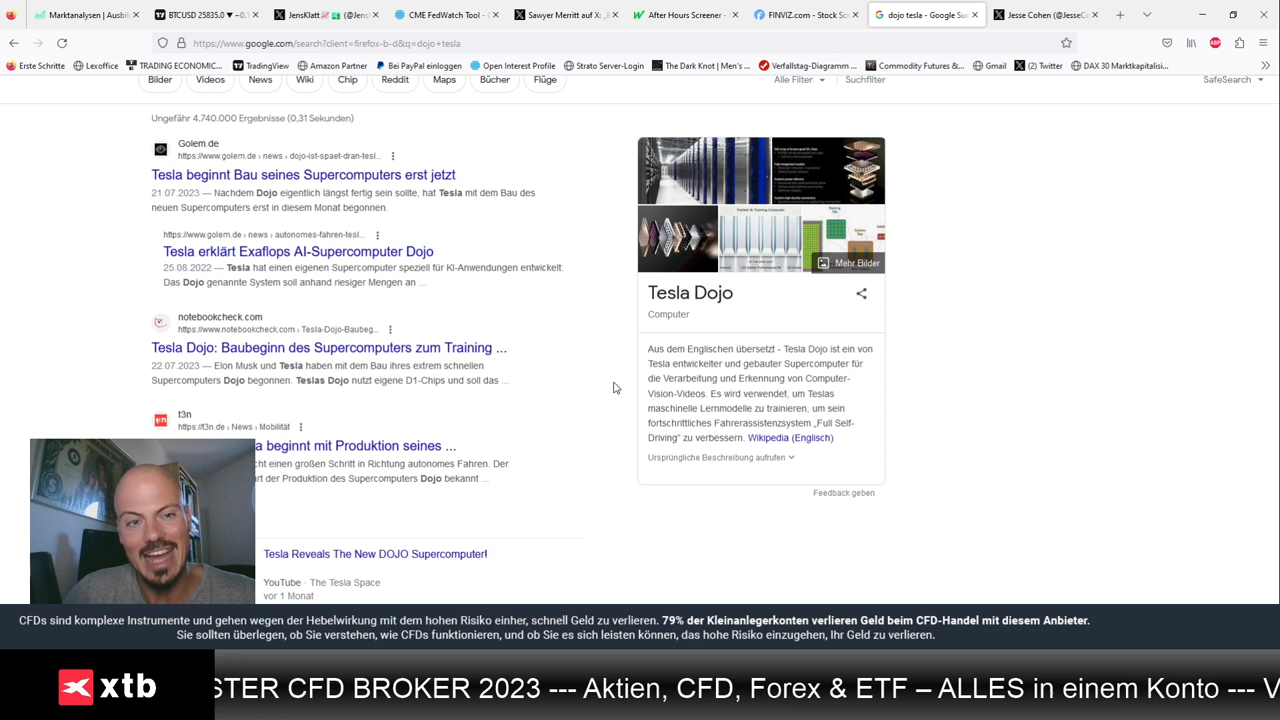 Marktanalysen | Ausbil
BTCUSD 25835.0 ▼ −0.1
JensKlatt (@JensI
CME FedWatch Tool - C
Sawyer Merritt auf X:
After Hours Screener -
FINVIZ.com - Stock Scr
dojo tesla - Google Suc
Jesse Cohen (@JesseC
https://www.google.com/search?client=firefox-b-d&q=dojo+tesla
Erste Schritte
Lexoffice
TRADING ECONOMIC...
TradingView
Amazon Partner
Bei PayPal einloggen
Open Interest Profile
Strato Server-Login
The Dark Knot | Men's ...
Verfallstag-Diagramm ...
Commodity Futures &...
Gmail
(2) Twitter
DAX 30 Marktkapitalisi...
Bilder
Videos
News
Wiki
Chip
Reddit
Maps
Bücher
Flüge
Alle Filter
Suchfilter
SafeSearch
Ungefähr 4.740.000 Ergebnisse (0,31 Sekunden)
Golem.de
https://www.golem.de › news › dojo-ist-spaet-dran-tesl...
Tesla beginnt Bau seines Supercomputers erst jetzt
21.07.2023 — Nachdem Dojo eigentlich längst fertig sein sollte, hat Tesla mit dem Bau des
neuen Supercomputers erst in diesem Monat begonnen.
https://www.golem.de › news › autonomes-fahren-tesl...
Tesla erklärt Exaflops AI-Supercomputer Dojo
25.08.2022 — Tesla hat einen eigenen Supercomputer speziell für KI-Anwendungen entwickelt:
Das Dojo genannte System soll anhand riesiger Mengen an ...
notebookcheck.com
https://www.notebookcheck.com › Tesla-Dojo-Baubeg...
Tesla Dojo: Baubeginn des Supercomputers zum Training ...
22.07.2023 — Elon Musk und Tesla haben mit dem Bau ihres extrem schnellen
Supercomputers Dojo begonnen. Teslas Dojo nutzt eigene D1-Chips und soll das ...
t3n
https://t3n.de › News › Mobilität
a beginnt mit Produktion seines ...
cht einen großen Schritt in Richtung autonomes Fahren. Der
rt der Produktion des Supercomputers Dojo bekannt ...
Tesla Reveals The New DOJO Supercomputer!
YouTube · The Tesla Space
vor 1 Monat
Mehr Bilder
Tesla Dojo
Computer
Aus dem Englischen übersetzt - Tesla Dojo ist ein von
Tesla entwickelter und gebauter Supercomputer für
die Verarbeitung und Erkennung von Computer-
Vision-Videos. Es wird verwendet, um Teslas
maschinelle Lernmodelle zu trainieren, um sein
fortschrittliches Fahrerassistenzsystem „Full Self-
Driving“ zu verbessern. Wikipedia (Englisch)
Ursprüngliche Beschreibung aufrufen
Feedback geben
CFDs sind komplexe Instrumente und gehen wegen der Hebelwirkung mit dem hohen Risiko einher, schnell Geld zu verlieren. 79% der Kleinanlegerkonten verlieren Geld beim CFD-Handel mit diesem Anbieter.
Sie sollten überlegen, ob Sie verstehen, wie CFDs funktionieren, und ob Sie es sich leisten können, das hohe Risiko einzugehen, Ihr Geld zu verlieren.
xtb
STER CFD BROKER 2023 --- Aktien, CFD, Forex & ETF – ALLES in einem Konto --- V